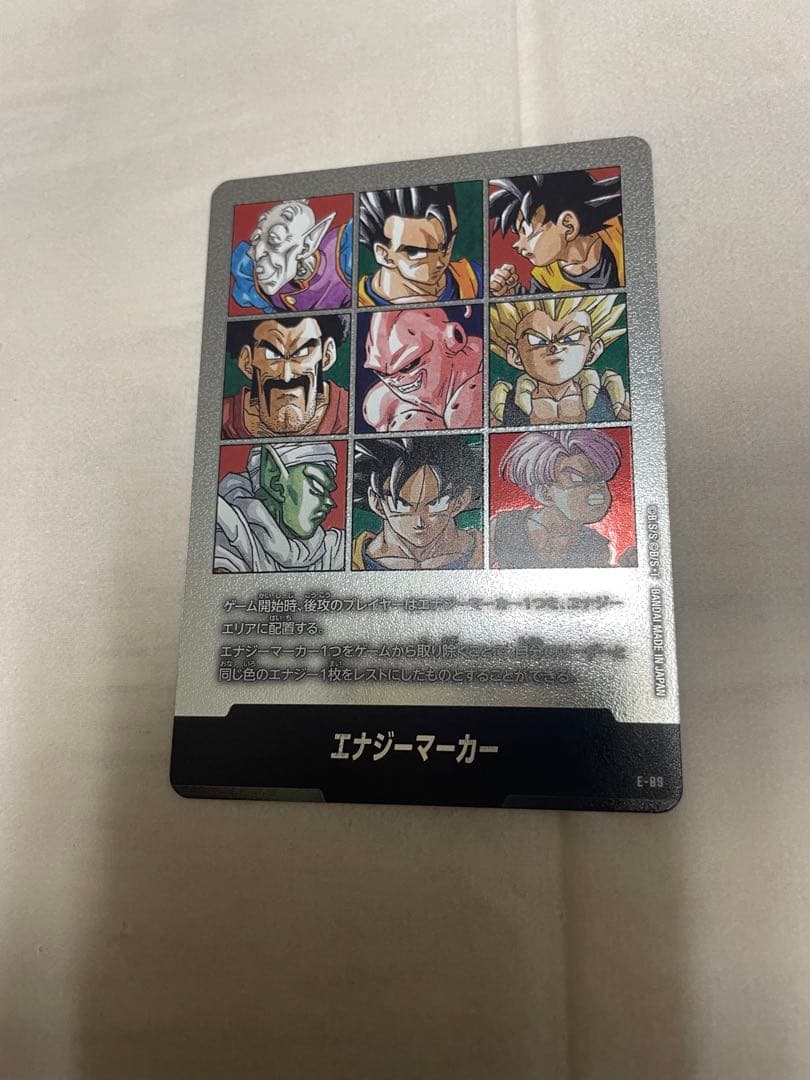 ゲーム開始時、後攻のプレイヤーはエナジーマーカー1つを、エナジー
エリアに配置する。
エナジーマーカー1つをゲームから取り除くことで、自分のリーダーと
同じ色のエナジー1枚をレストにしたものとすることができる。
エナジーマーカー
E-89
©B.S/S ©B/S・T BANDAI MADE IN JAPAN